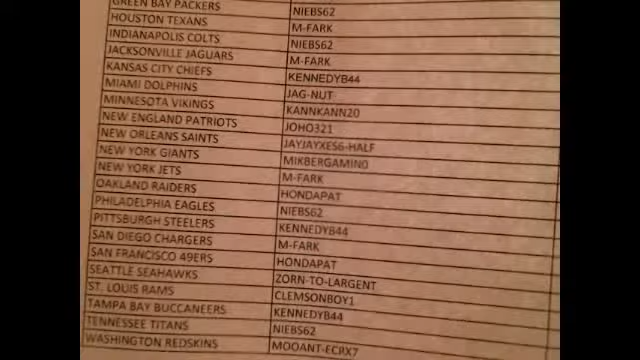 GREEN BAY PACKERS NIEBS62
HOUSTON TEXANS M-FARK
INDIANAPOLIS COLTS NIEBS62
JACKSONVILLE JAGUARS M-FARK
KANSAS CITY CHIEFS KENNEDYB44
MIAMI DOLPHINS JAG-NUT
MINNESOTA VIKINGS KANNKANN20
NEW ENGLAND PATRIOTS JOHO321
NEW ORLEANS SAINTS JAYJAYXES6-HALF
NEW YORK GIANTS MIKBERGAMINO
NEW YORK JETS M-FARK
OAKLAND RAIDERS HONDAPAT
PHILADELPHIA EAGLES NIEBS62
PITTSBURGH STEELERS KENNEDYB44
SAN DIEGO CHARGERS M-FARK
SAN FRANCISCO 49ERS HONDAPAT
SEATTLE SEAHAWKS ZORN-TO-LARGENT
ST. LOUIS RAMS CLEMSONBOY1
TAMPA BAY BUCCANEERS KENNEDYB44
TENNESSEE TITANS NIEBS62
WASHINGTON REDSKINS MOOANT-ECRX7